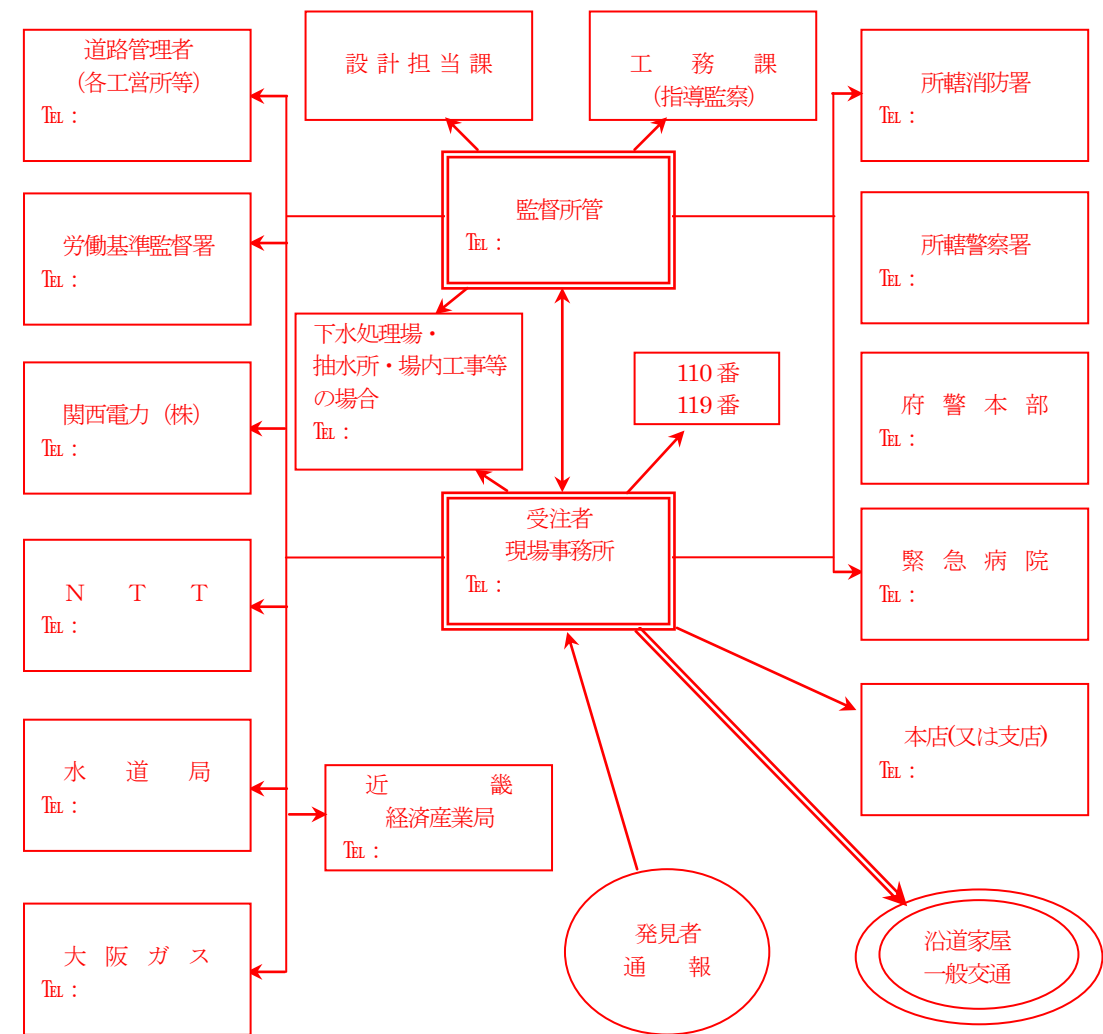 道路管理者
(各工営所等)
℡：
設計担当課
工務課
(指導監察)
所轄消防署
℡：
監督所管
℡：
労働基準監督署
℡：
所轄警察署
℡：
下水処理場・
抽水所・場内工事等
の場合
℡：
110番
119番
関西電力（株）
℡：
府警本部
℡：
受注者
現場事務所
℡：
緊急病院
℡：
ＮＴＴ
℡：
本店(又は支店)
℡：
水道局
℡：
近畿
経済産業局
℡：
発見者
通報
沿道家屋
一般交通
大阪ガス
℡：